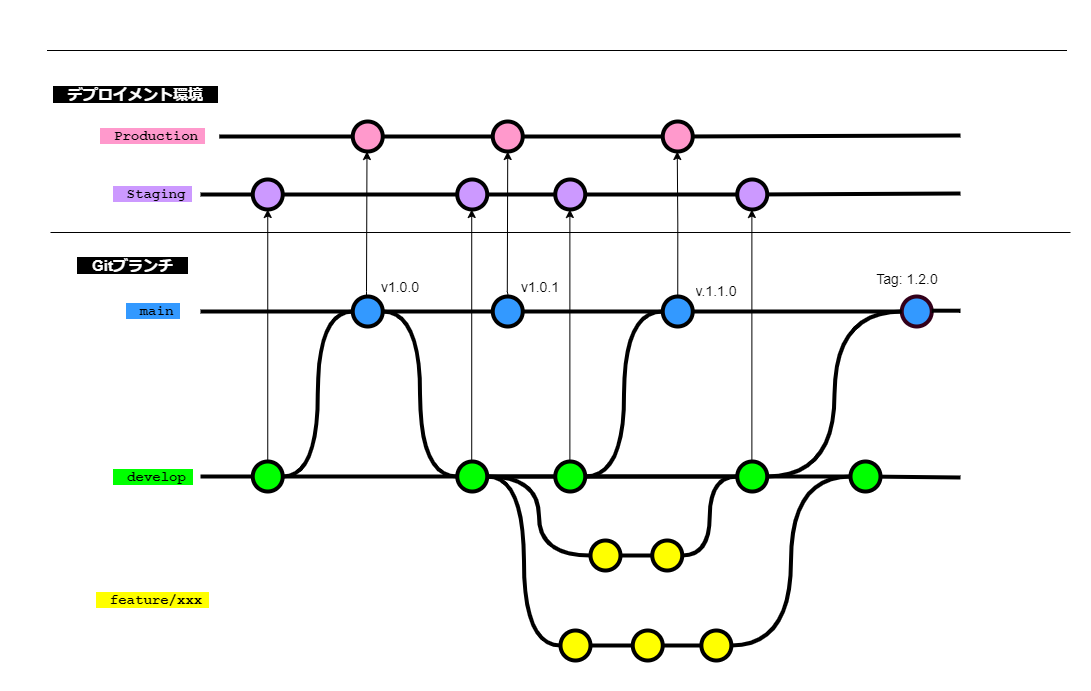 デプロイメント環境
Production
Staging
Gitブランチ
v1.0.0
v1.0.1
v.1.1.0
Tag: 1.2.0
main
develop
feature/xxx